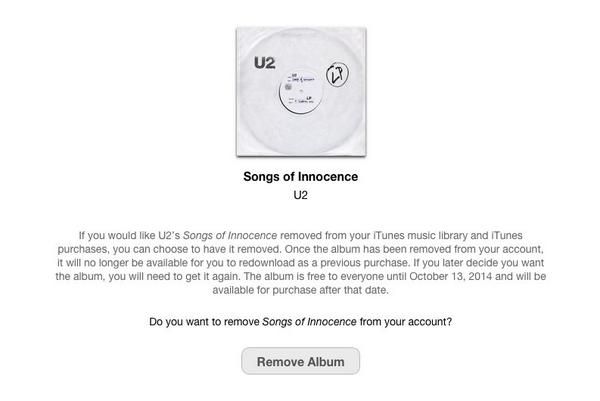 U2
U2
LP
LP
Songs of Innocence
U2
If you would like U2's Songs of Innocence removed from your iTunes music library and iTunes
purchases, you can choose to have it removed. Once the album has been removed from your account,
it will no longer be available for you to redownload as a previous purchase. If you later decide you want
the album, you will need to get it again. The album is free to everyone until October 13, 2014 and will be
available for purchase after that date.
Do you want to remove Songs of Innocence from your account?
Remove Album